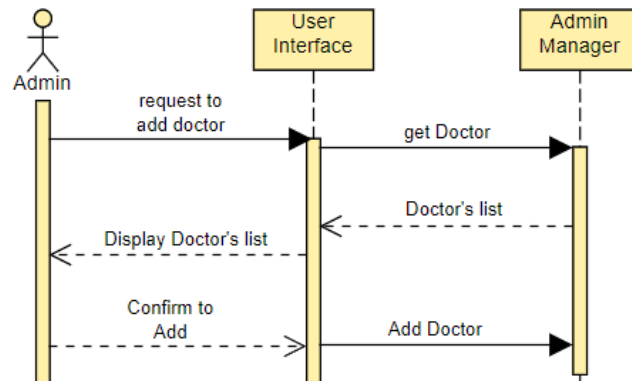 User
Interface
Admin
Manager
Admin
request to
add doctor
get Doctor
Doctor's list
Display Doctor's list
Confirm to
Add
Add Doctor